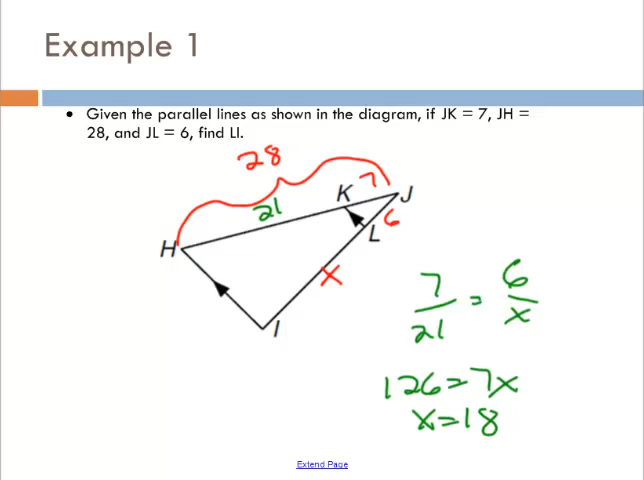 Example 1
• Given the parallel lines as shown in the diagram, if JK = 7, JH =
28, and JL = 6, find LI.
28
7
K
J
21
6
L
H
x
I
7/21 = 6/x
126 = 7x
x = 18
Extend Page